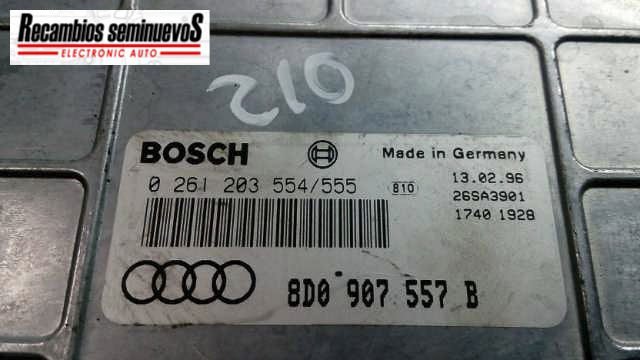 Recambios seminuevos
ELECTRONIC AUTO
210
BOSCH
Made in Germany
0 261 203 554/555
810
13.02.96
26SA3901
1740 1928
8D0 907 557 B